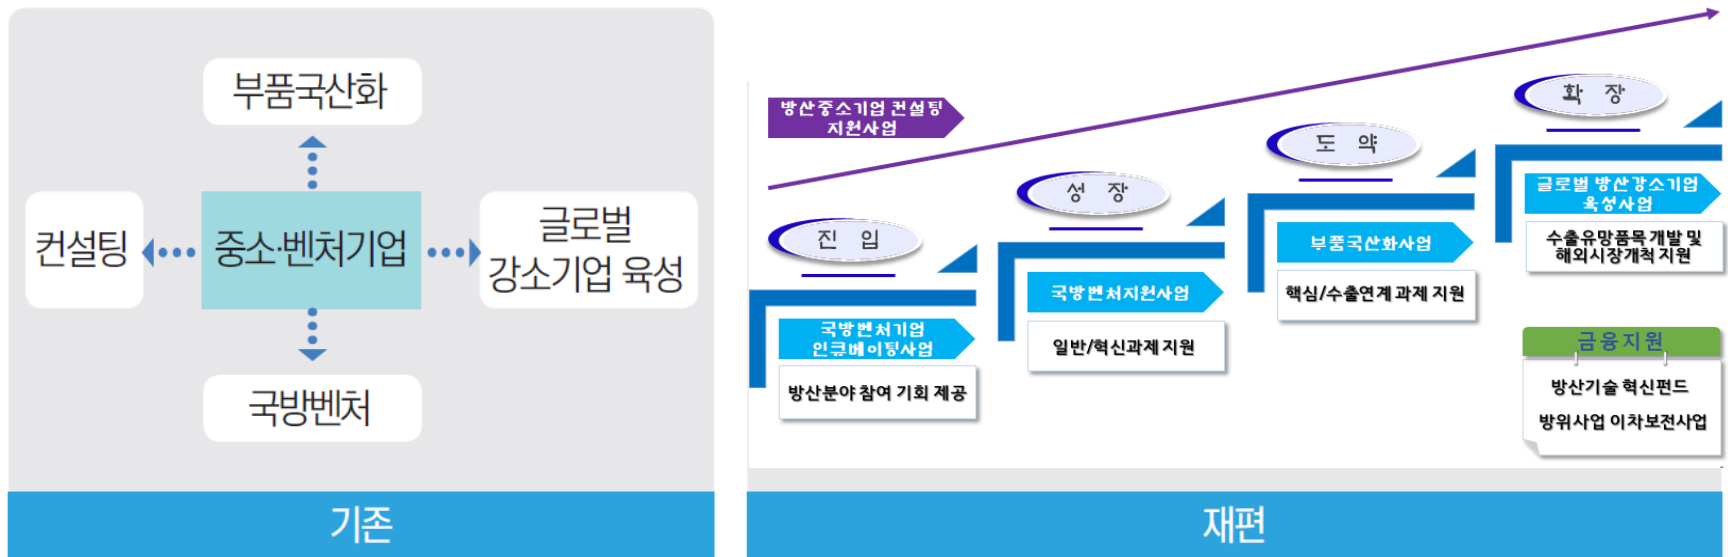 부품국산화
컨설팅
중소·벤처기업
글로벌
강소기업 육성
국방벤처
기존
방산중소기업 컨설팅
지원사업
진 입
국방벤처기업
인큐베이팅사업
방산분야 참여 기회 제공
성 장
국방벤처지원사업
일반/혁신과제 지원
도 약
부품국산화사업
핵심/수출연계 과제 지원
확 장
글로벌 방산강소기업
육성사업
수출유망품목 개발 및
해외시장개척 지원
금융지원
방산기술 혁신펀드
방위사업 이차보전사업
재편